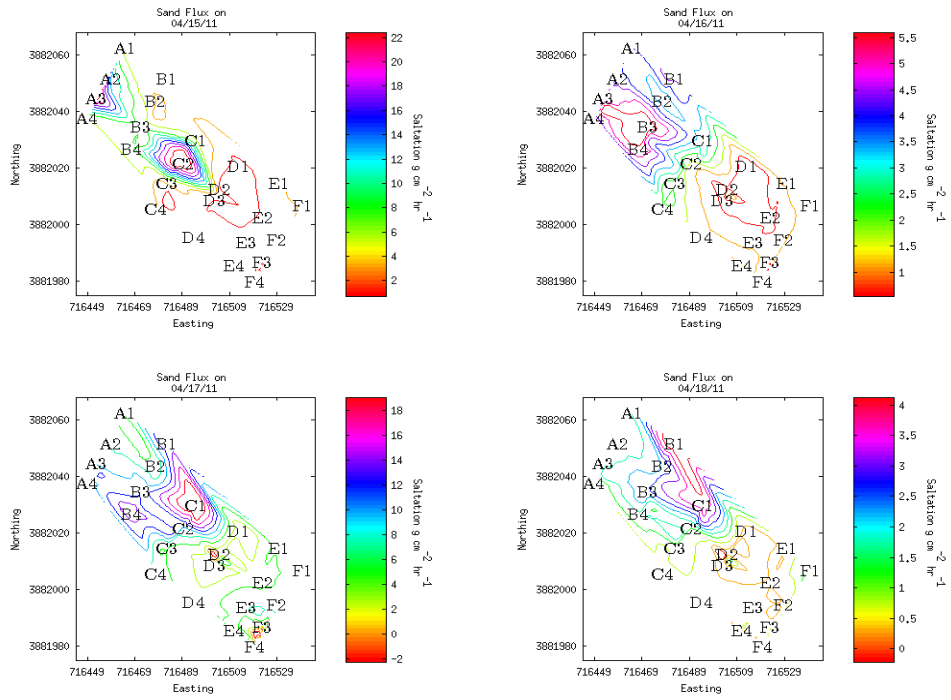 Sand Flux on
04/15/11
3882060
3882040
3882020
3882000
3881980
Northing
716449 716469 716489 716509 716529
Easting
A1
A2
A3
A4
B1
B2
B3
B4
C1
C2
C3
C4
D1
D2
D3
D4
E1
E2
E3
E4
F1
F2
F3
F4
22
20
18
16
14
12
10
8
6
4
2
Saltation g cm -2 hr -1
Sand Flux on
04/16/11
3882060
3882040
3882020
3882000
3881980
Northing
716449 716469 716489 716509 716529
Easting
A1
A2
A3
A4
B1
B2
B3
B4
C1
C2
C3
C4
D1
D2
D3
D4
E1
E2
E3
E4
F1
F2
F3
F4
5.5
5
4.5
4
3.5
3
2.5
2
1.5
1
Saltation g cm -2 hr -1
Sand Flux on
04/17/11
3882060
3882040
3882020
3882000
3881980
Northing
716449 716469 716489 716509 716529
Easting
A1
A2
A3
A4
B1
B2
B3
B4
C1
C2
C3
C4
D1
D2
D3
D4
E1
E2
E3
E4
F1
F2
F3
F4
18
16
14
12
10
8
6
4
2
0
-2
Saltation g cm -2 hr -1
Sand Flux on
04/18/11
3882060
3882040
3882020
3882000
3881980
Northing
716449 716469 716489 716509 716529
Easting
A1
A2
A3
A4
B1
B2
B3
B4
C1
C2
C3
C4
D1
D2
D3
D4
E1
E2
E3
E4
F1
F2
F3
F4
4
3.5
3
2.5
2
1.5
1
0.5
0
Saltation g cm -2 hr -1